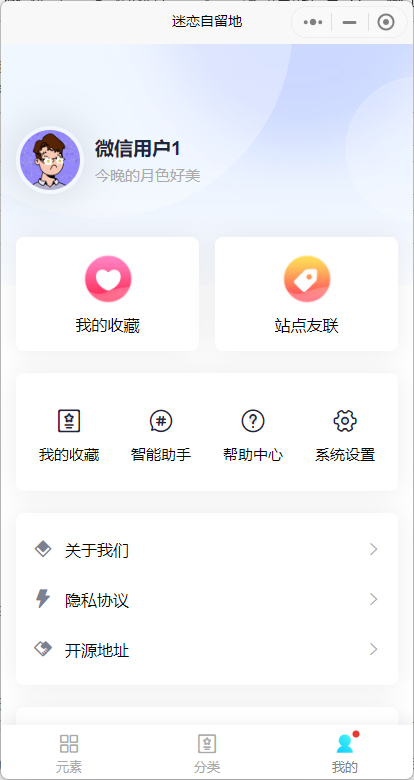 迷恋自留地
微信用户1
今晚的月色好美
我的收藏
站点友联
我的收藏
智能助手
帮助中心
系统设置
关于我们
隐私协议
开源地址
元素
分类
我的